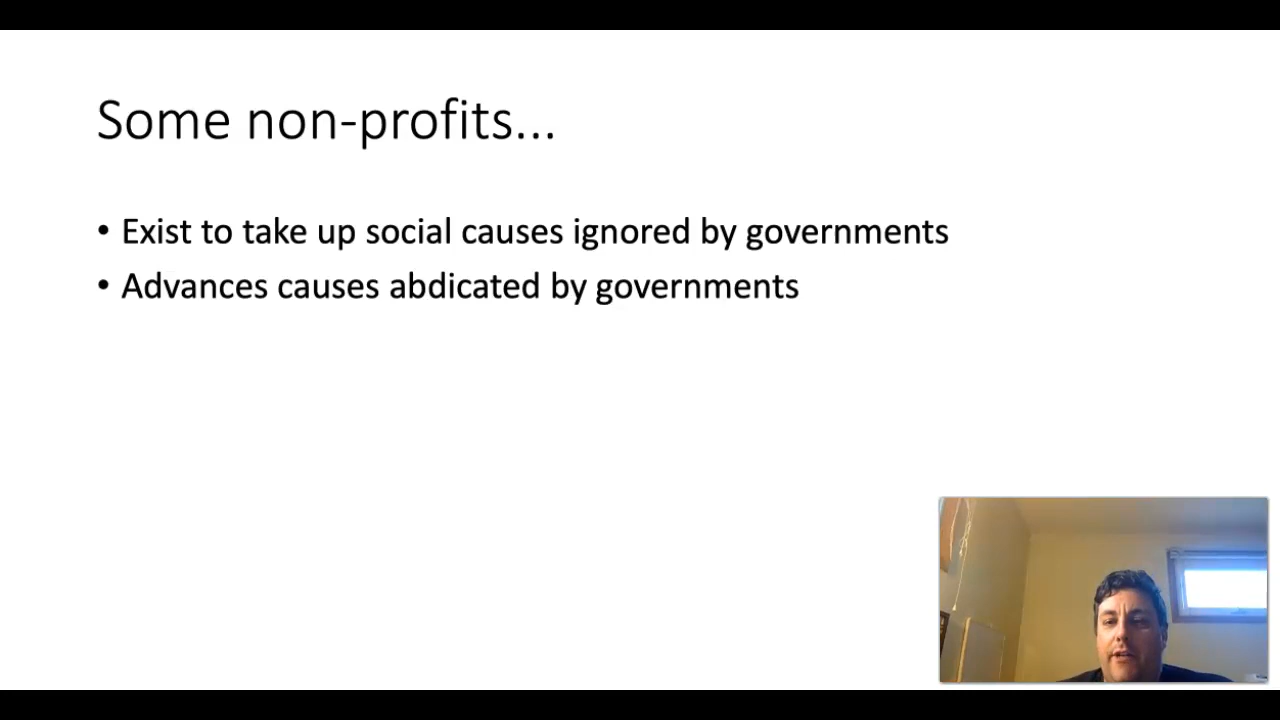 Some non-profits...
• Exist to take up social causes ignored by governments
• Advances causes abdicated by governments